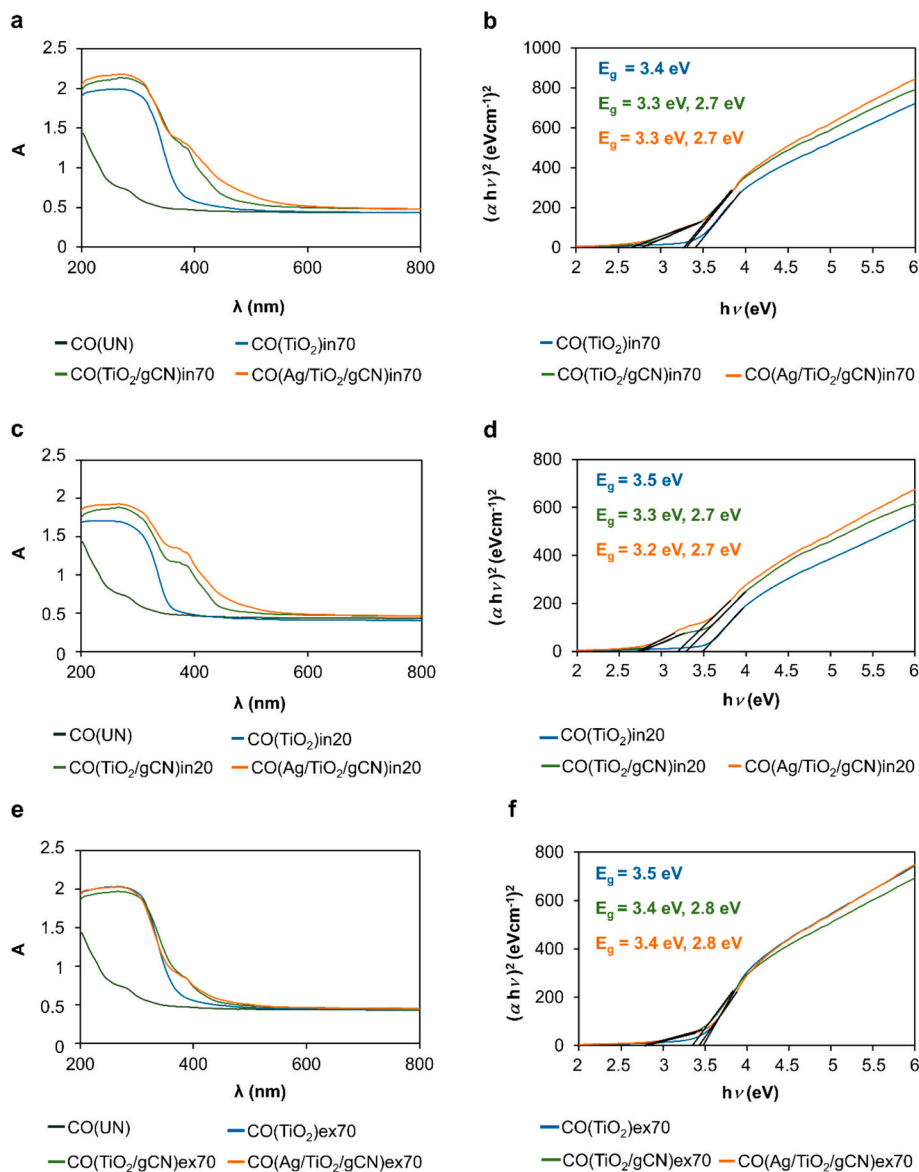 a
2.5
2
1.5
1
0.5
0
A
200
400
600
800
λ (nm)
CO(UN)
CO(TiO₂)in70
CO(TiO₂/gCN)in70
CO(Ag/TiO₂/gCN)in70
b
1000
800
600
400
200
0
(α hν)² (eVcm⁻¹)²
E_g = 3.4 eV
E_g = 3.3 eV, 2.7 eV
E_g = 3.3 eV, 2.7 eV
2
2.5
3
3.5
4
4.5
5
5.5
6
hν (eV)
CO(TiO₂)in70
CO(TiO₂/gCN)in70
CO(Ag/TiO₂/gCN)in70
c
2.5
2
1.5
1
0.5
0
A
200
400
600
800
λ (nm)
CO(UN)
CO(TiO₂)in20
CO(TiO₂/gCN)in20
CO(Ag/TiO₂/gCN)in20
d
800
600
400
200
0
(α hν)² (eVcm⁻¹)²
E_g = 3.5 eV
E_g = 3.3 eV, 2.7 eV
E_g = 3.2 eV, 2.7 eV
2
2.5
3
3.5
4
4.5
5
5.5
6
hν (eV)
CO(TiO₂)in20
CO(TiO₂/gCN)in20
CO(Ag/TiO₂/gCN)in20
e
2.5
2
1.5
1
0.5
0
A
200
400
600
800
λ (nm)
CO(UN)
CO(TiO₂)ex70
CO(TiO₂/gCN)ex70
CO(Ag/TiO₂/gCN)ex70
f
800
600
400
200
0
(α hν)² (eVcm⁻¹)²
E_g = 3.5 eV
E_g = 3.4 eV, 2.8 eV
E_g = 3.4 eV, 2.8 eV
2
2.5
3
3.5
4
4.5
5
5.5
6
hν (eV)
CO(TiO₂)ex70
CO(TiO₂/gCN)ex70
CO(Ag/TiO₂/gCN)ex70